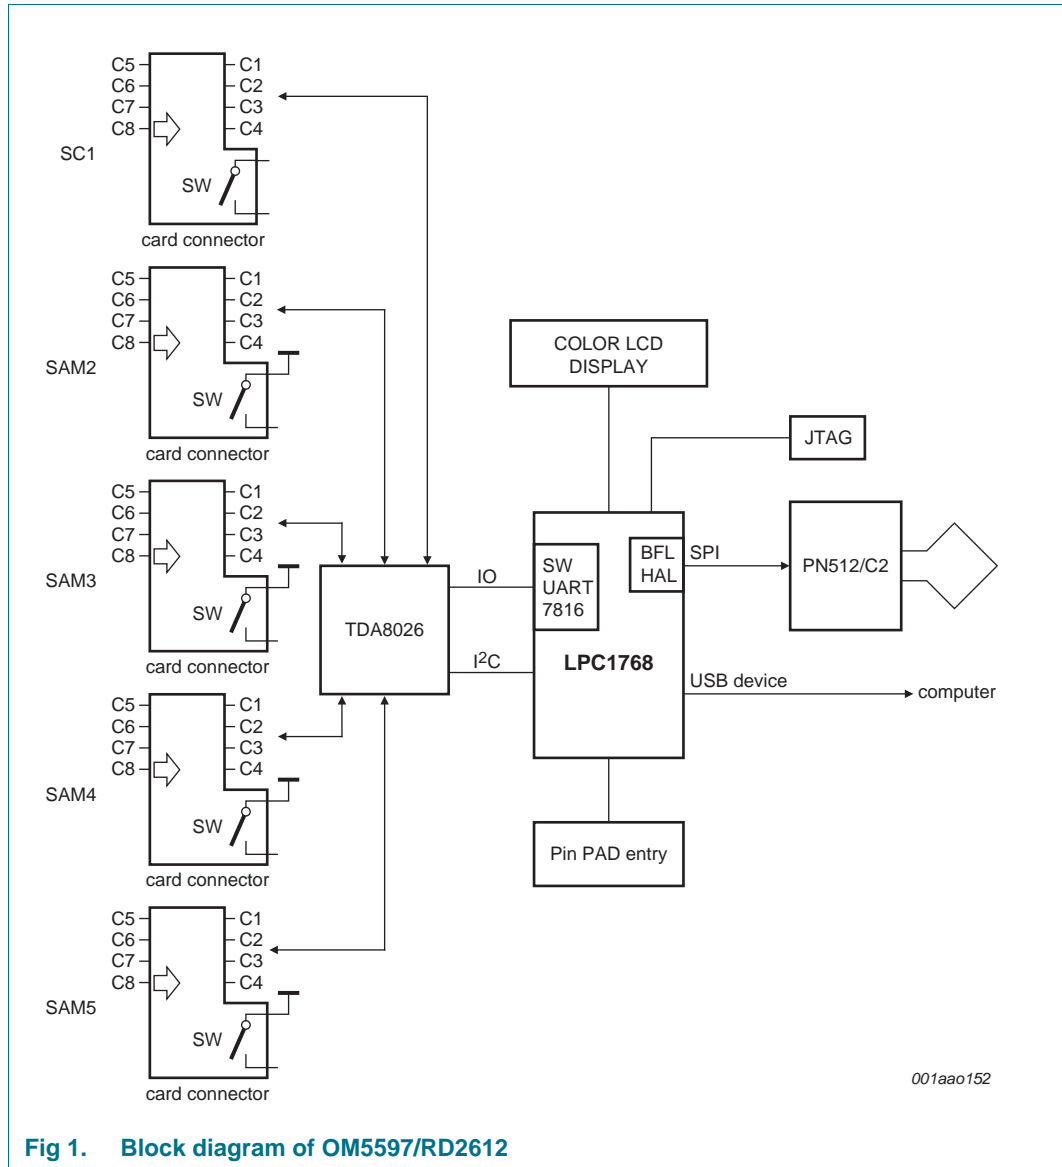 C5 C1
C6 C2
C7 C3
C8 C4
SC1
SW
card connector
C5 C1
C6 C2
C7 C3
C8 C4
SAM2
SW
card connector
C5 C1
C6 C2
C7 C3
C8 C4
SAM3
SW
card connector
C5 C1
C6 C2
C7 C3
C8 C4
SAM4
SW
card connector
C5 C1
C6 C2
C7 C3
C8 C4
SAM5
SW
card connector
TDA8026
IO
I²C
COLOR LCD
DISPLAY
JTAG
SW
UART
7816
BFL
HAL
SPI
LPC1768
PN512/C2
USB device
computer
Pin PAD entry
001aao152
Fig 1. Block diagram of OM5597/RD2612